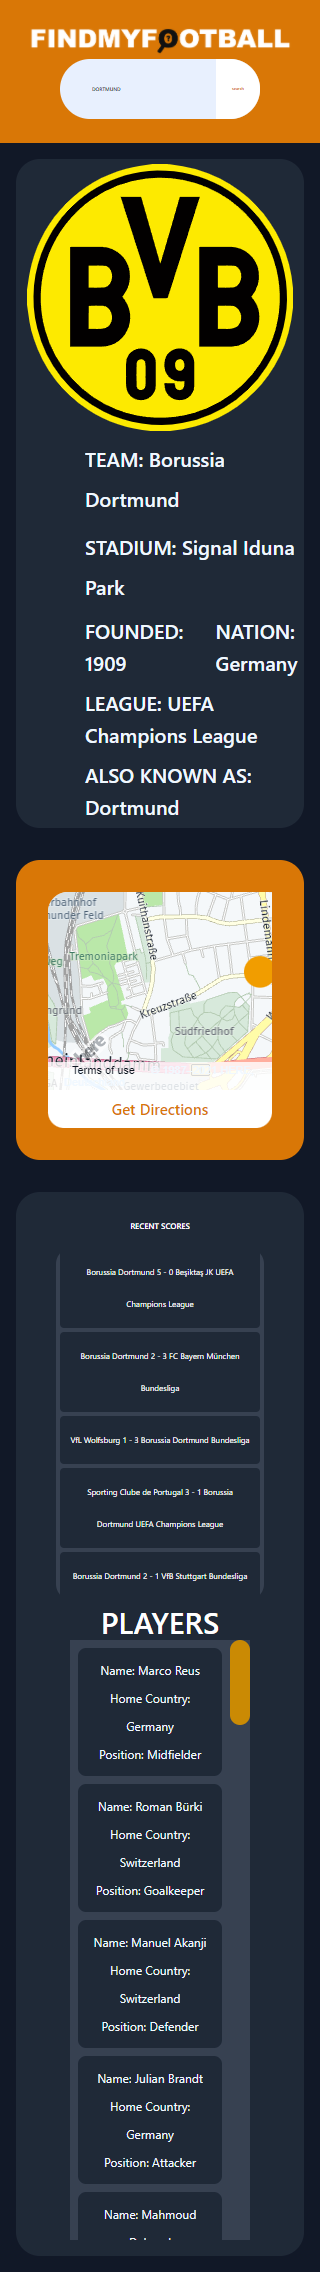 FINDMYFOOTBALL
DORTMUND
search
BVB
09
TEAM: Borussia
Dortmund
STADIUM: Signal Iduna
Park
FOUNDED: NATION:
1909 Germany
LEAGUE: UEFA
Champions League
ALSO KNOWN AS:
Dortmund
rbahnhof
under Feld
Kuithanstraße
Lindemann
Tremoniapark
Kreuzstraße
Südfriedhof
ngrund
here
Terms of use
Gewerbegebiet
Get Directions
RECENT SCORES
Borussia Dortmund 5 - 0 Beşiktaş JK UEFA
Champions League
Borussia Dortmund 2 - 3 FC Bayern München
Bundesliga
VfL Wolfsburg 1 - 3 Borussia Dortmund Bundesliga
Sporting Clube de Portugal 3 - 1 Borussia
Dortmund UEFA Champions League
Borussia Dortmund 2 - 1 VfB Stuttgart Bundesliga
PLAYERS
Name: Marco Reus
Home Country:
Germany
Position: Midfielder
Name: Roman Bürki
Home Country:
Switzerland
Position: Goalkeeper
Name: Manuel Akanji
Home Country:
Switzerland
Position: Defender
Name: Julian Brandt
Home Country:
Germany
Position: Attacker
Name: Mahmoud